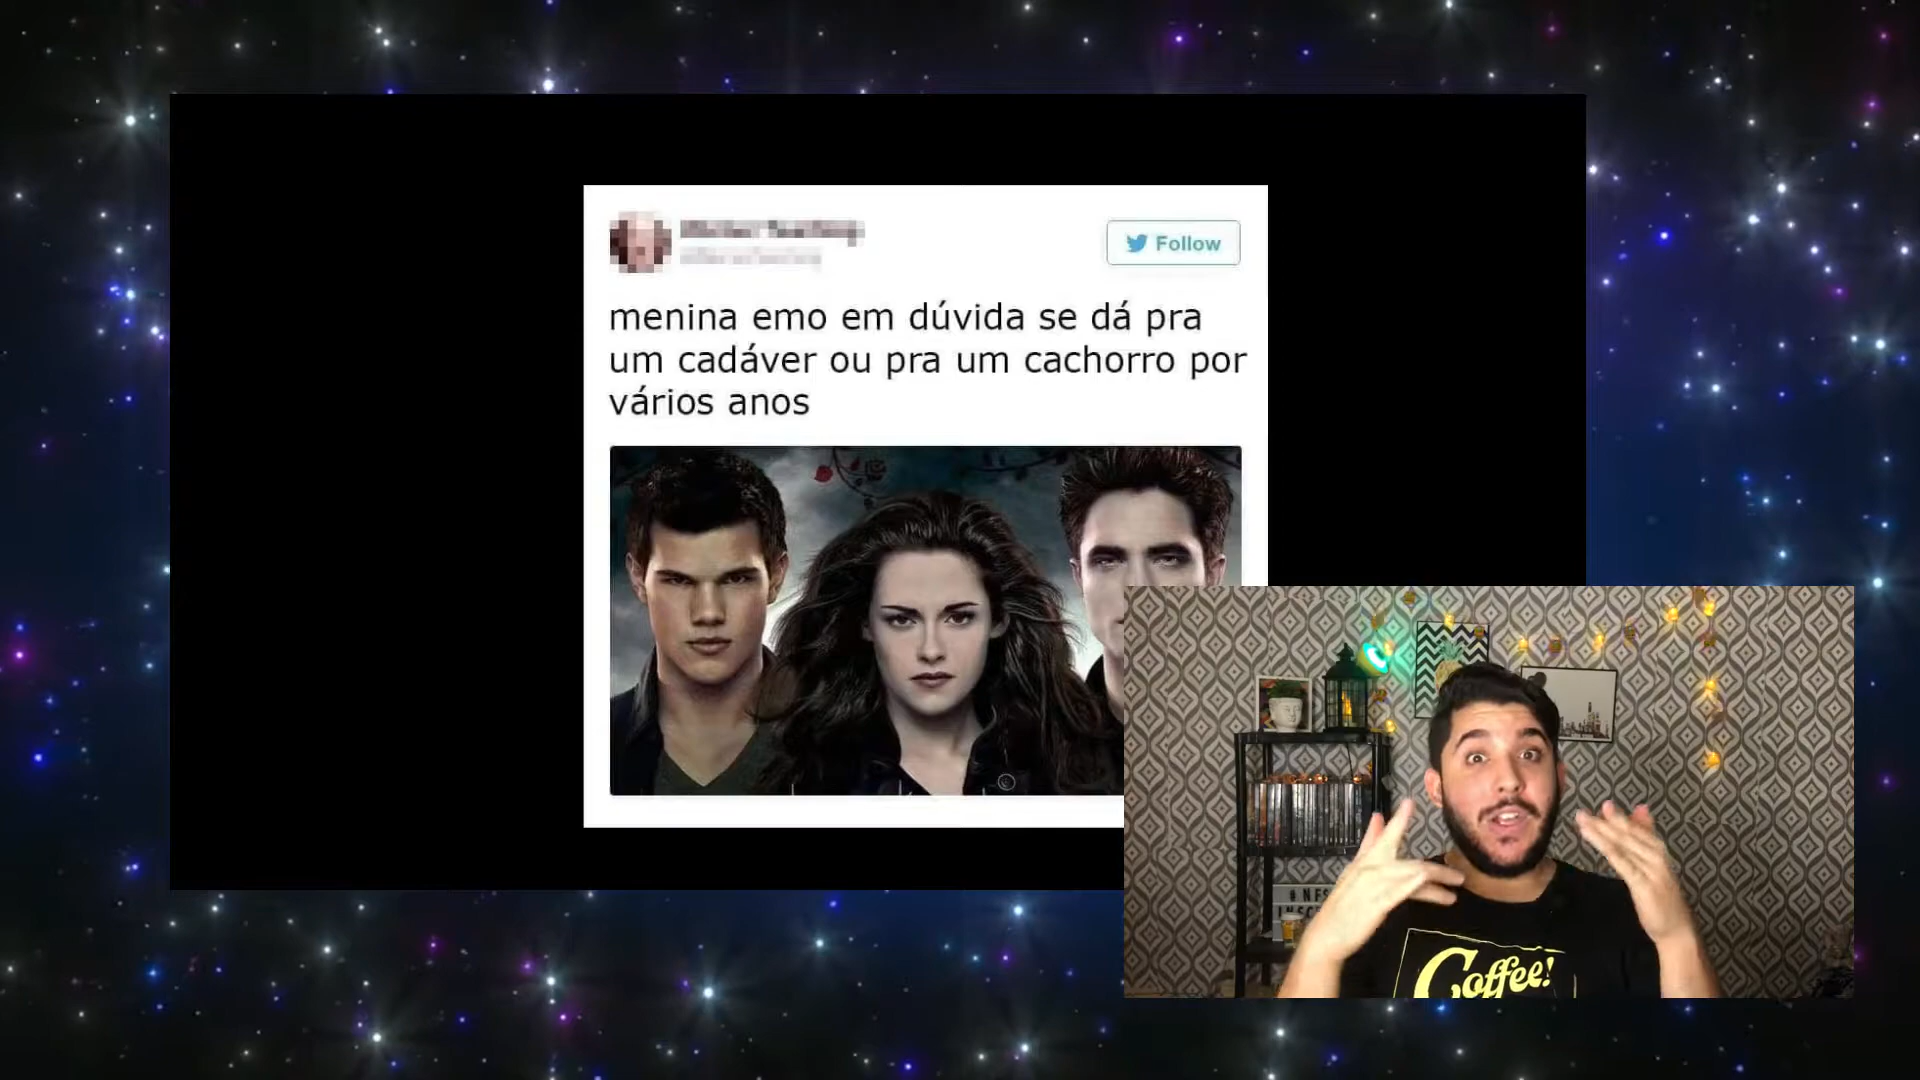 Follow
menina emo em dúvida se dá pra
um cadáver ou pra um cachorro por
vários anos
Coffee!